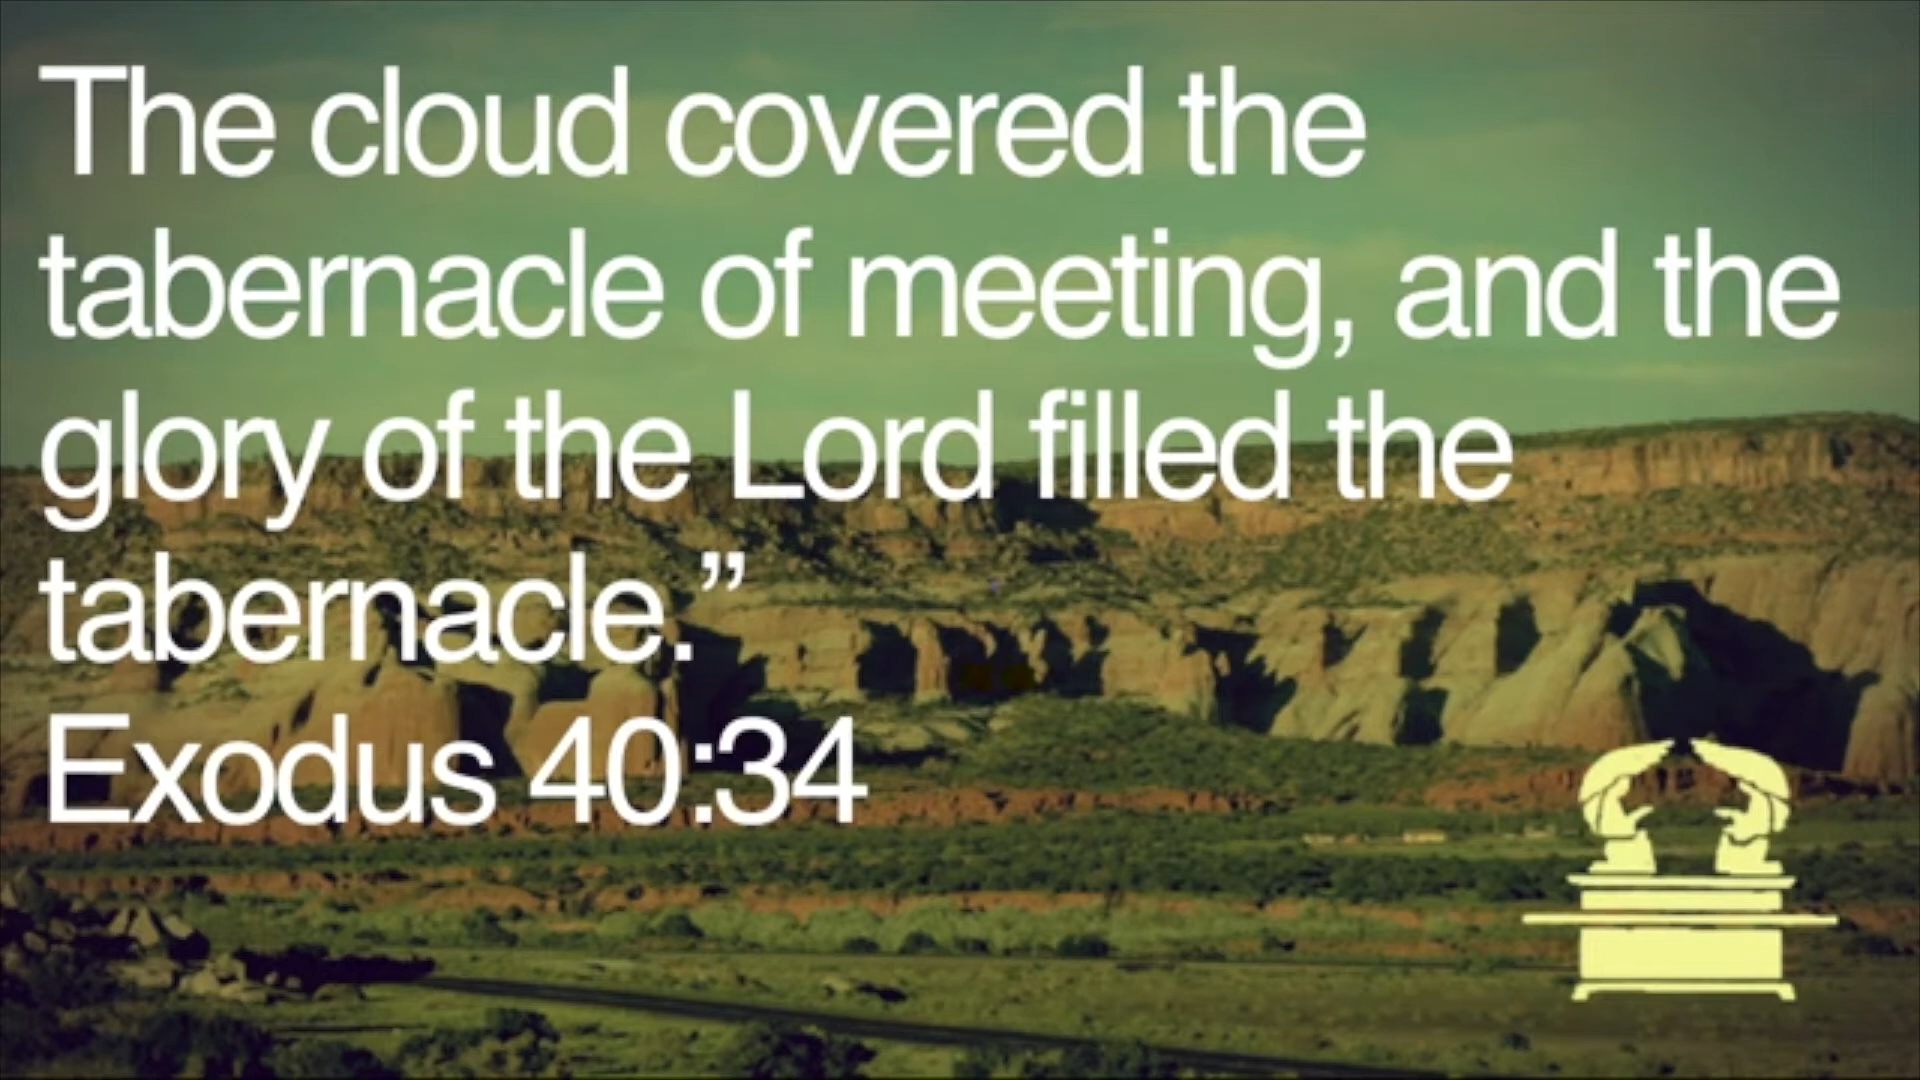 The cloud covered the
tabernacle of meeting, and the
glory of the Lord filled the
tabernacle.”
Exodus 40:34